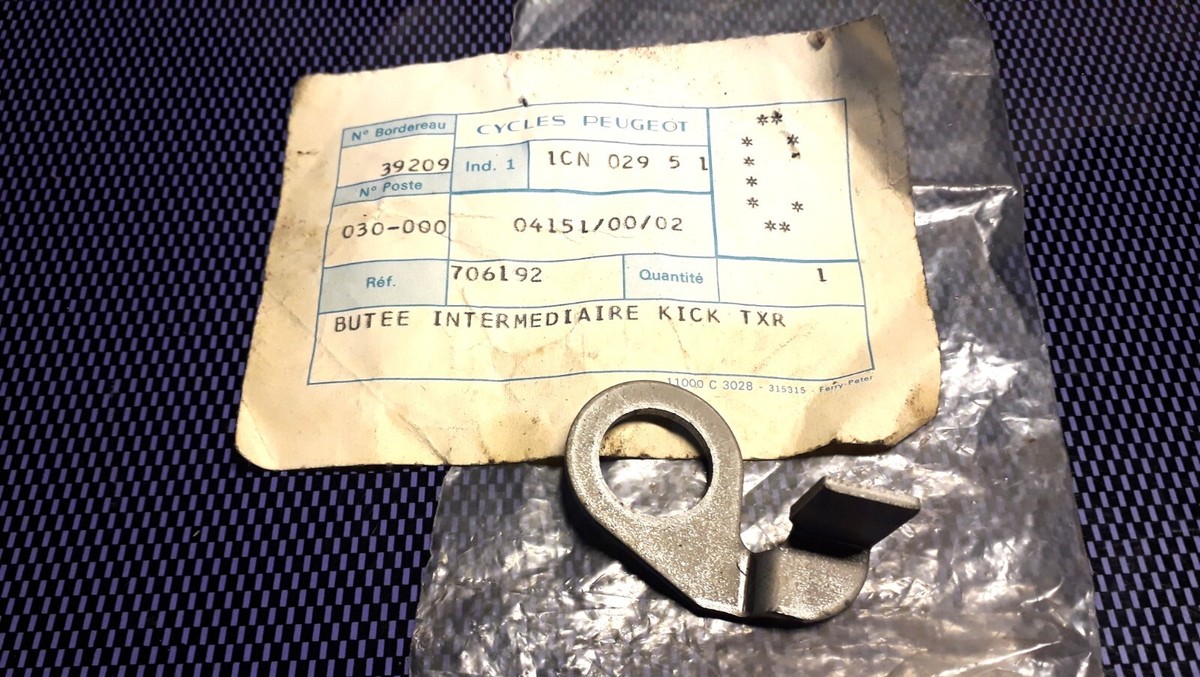 N° Bordereau
CYCLES PEUGEOT
39209
Ind. 1
1CN 029 5 1
N° Poste
030-000
04151/00/02
Réf.
706192
Quantité
1
BUTEE INTERMEDIAIRE KICK TXR
11000 C 3028 - 315315 - Ferry-Peter